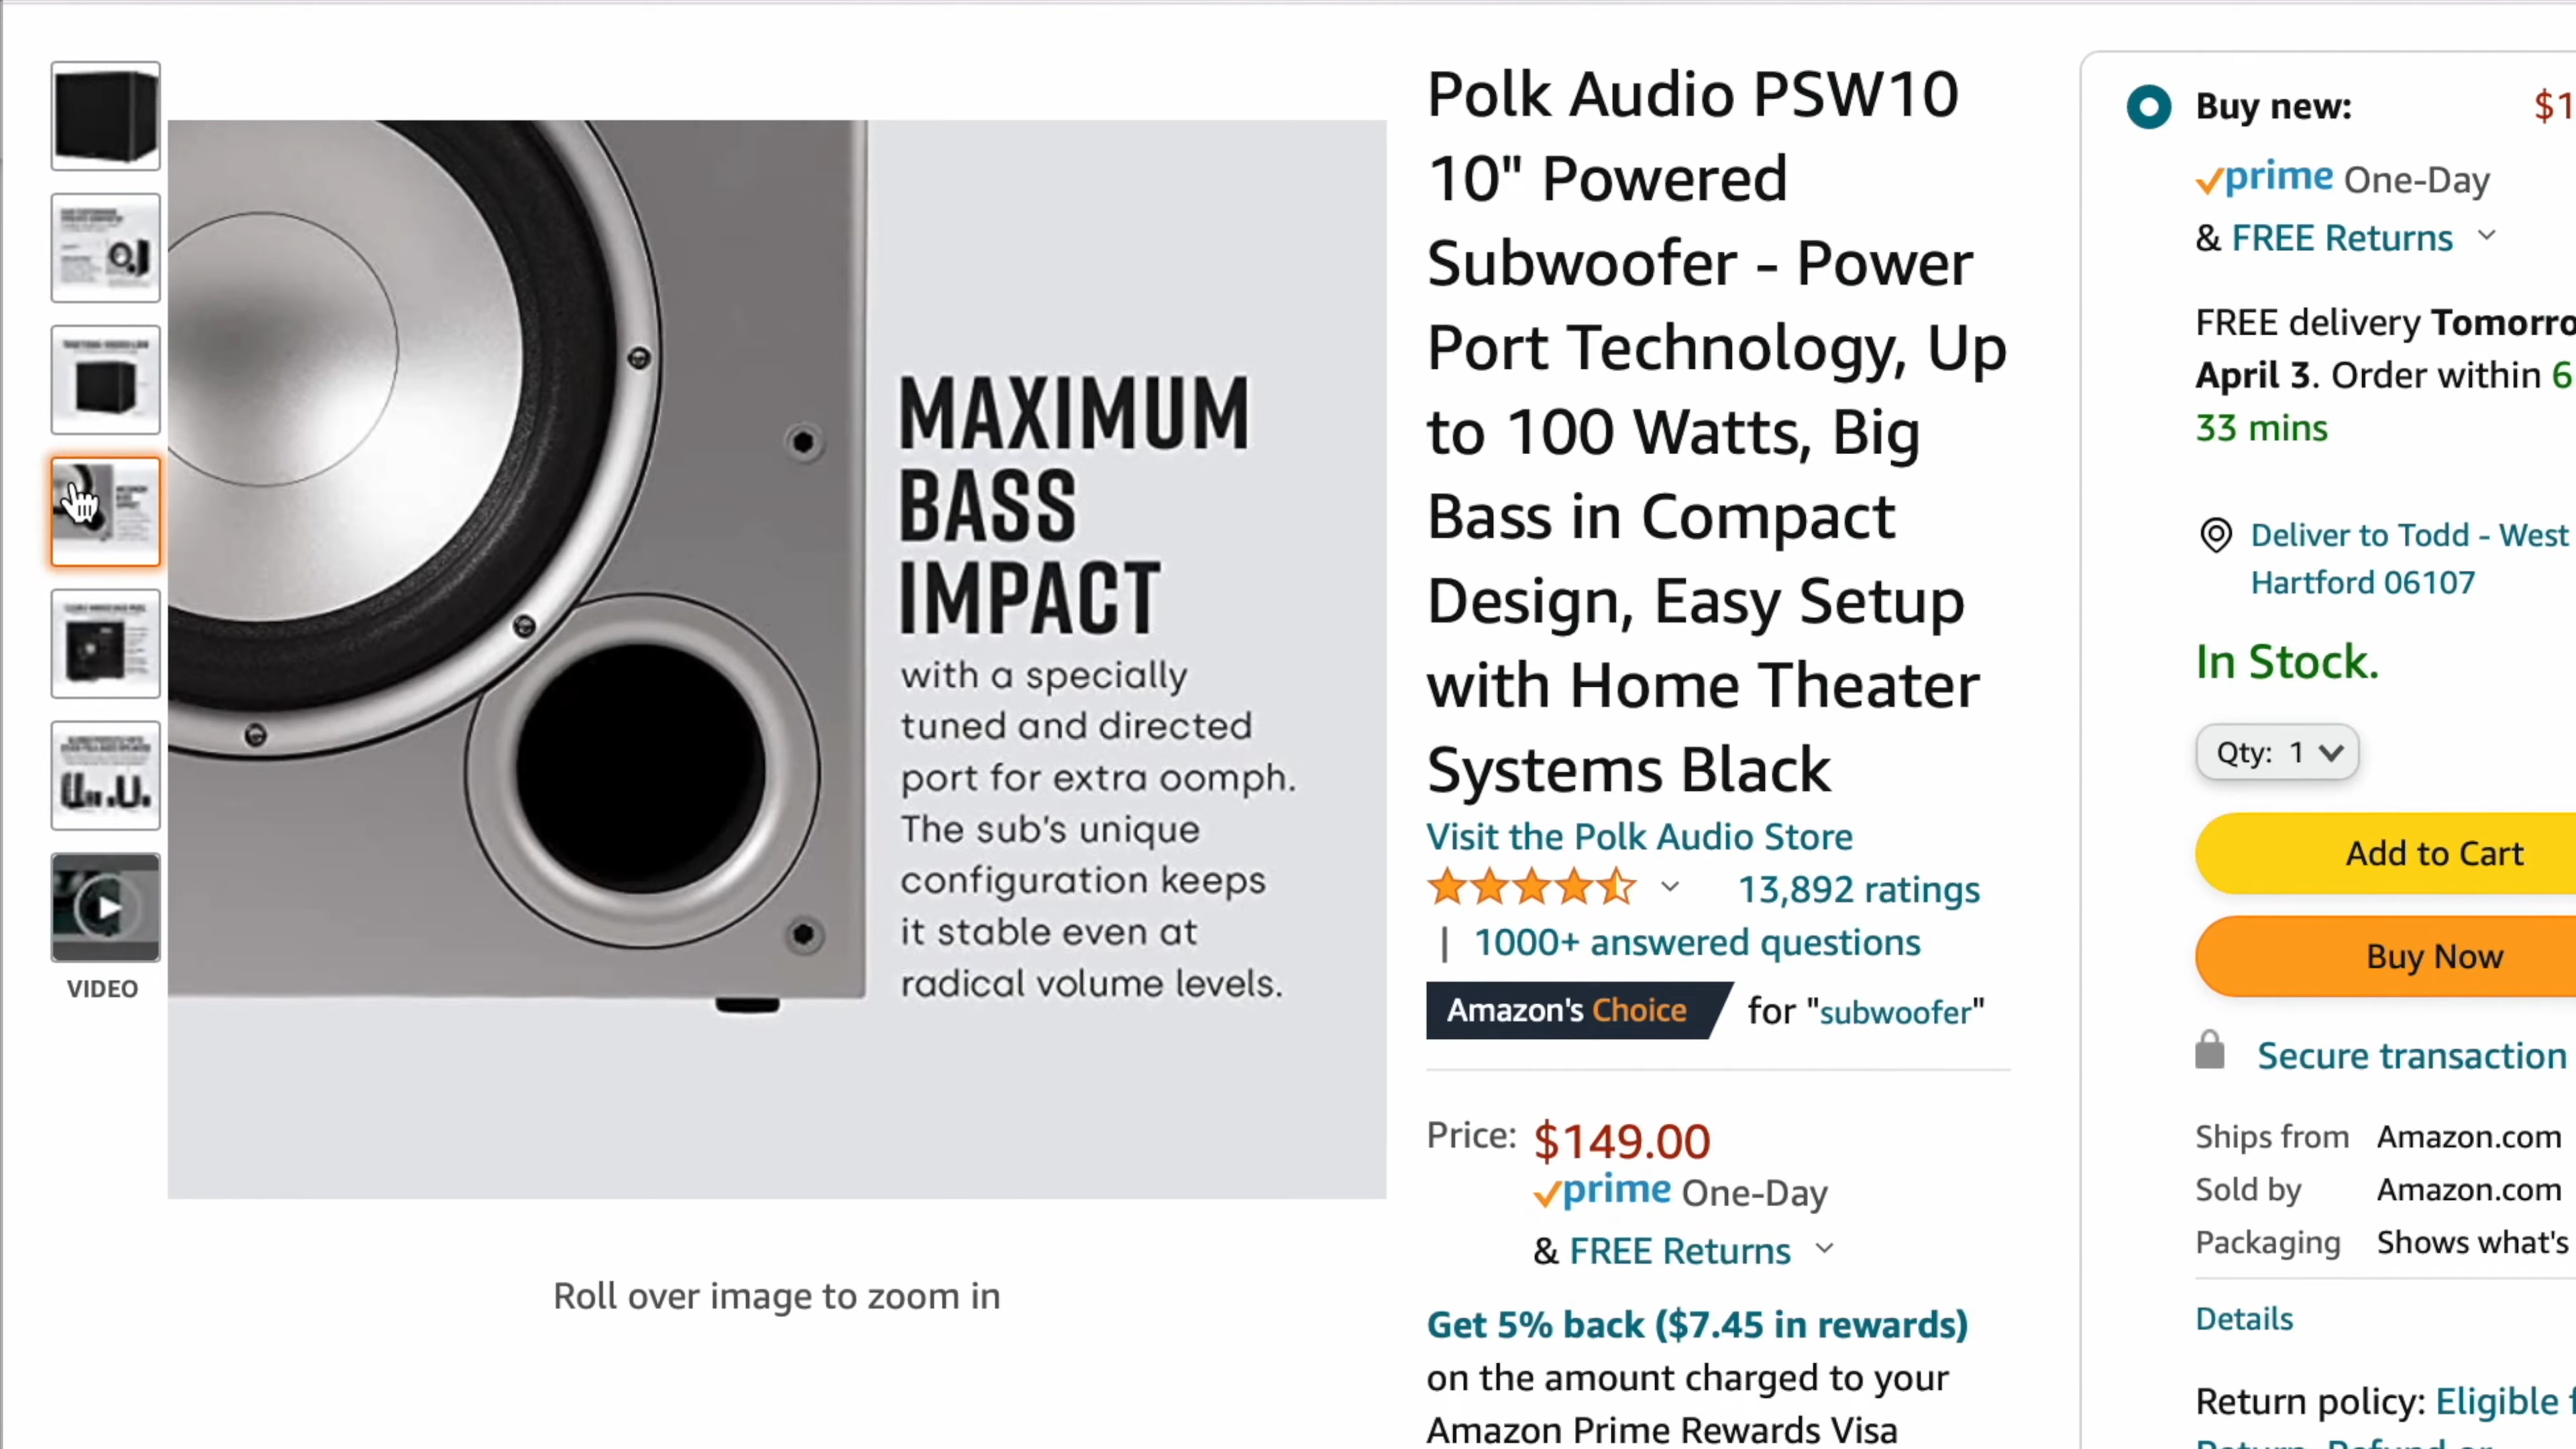 Polk Audio PSW10
10" Powered
Subwoofer - Power
Port Technology, Up
to 100 Watts, Big
Bass in Compact
Design, Easy Setup
with Home Theater
Systems Black
Visit the Polk Audio Store
13,892 ratings
| 1000+ answered questions
Amazon's Choice for "subwoofer"
Price: $149.00
prime One-Day
& FREE Returns
Get 5% back ($7.45 in rewards)
on the amount charged to your
Amazon Prime Rewards Visa
MAXIMUM
BASS
IMPACT
with a specially
tuned and directed
port for extra oomph.
The sub's unique
configuration keeps
it stable even at
radical volume levels.
VIDEO
Roll over image to zoom in
Buy new: $1
prime One-Day
& FREE Returns
FREE delivery Tomorro
April 3. Order within 6
33 mins
Deliver to Todd - West
Hartford 06107
In Stock.
Qty: 1
Add to Cart
Buy Now
Secure transaction
Ships from Amazon.com
Sold by Amazon.com
Packaging Shows what's
Details
Return policy: Eligible f